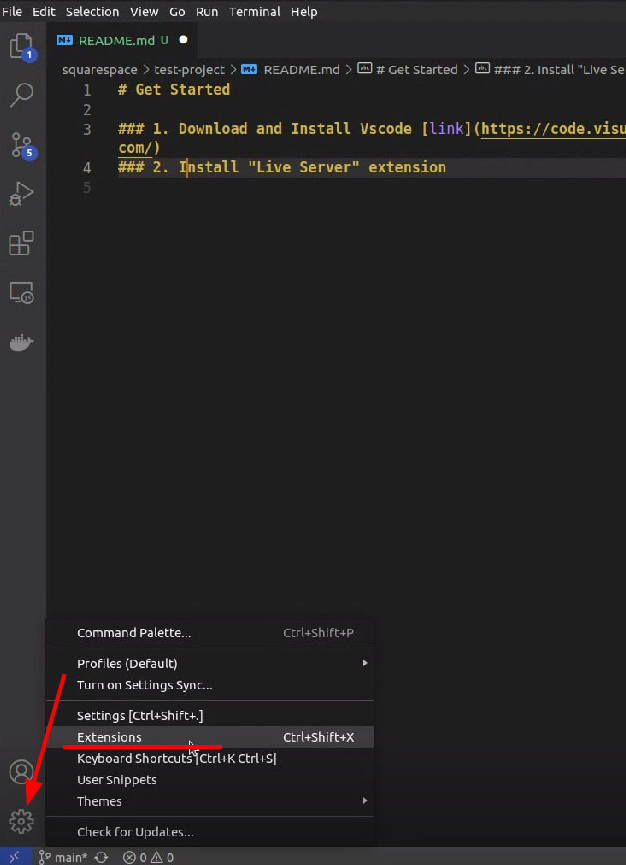 File Edit Selection View Go Run Terminal Help
1
README.md U
squarespace > test-project > README.md > # Get Started > ### 2. Install "Live Se
1 # Get Started
2
3 ### 1. Download and Install Vscode [link](https://code.visu
com/)
4 ### 2. Install "Live Server" extension
5
5
Command Palette... Ctrl+Shift+P
Profiles (Default)
Turn on Settings Sync...
Settings [Ctrl+Shift+.]
Extensions Ctrl+Shift+X
Keyboard Shortcuts [Ctrl+K Ctrl+S]
User Snippets
Themes
Check for Updates...
main* 0 0